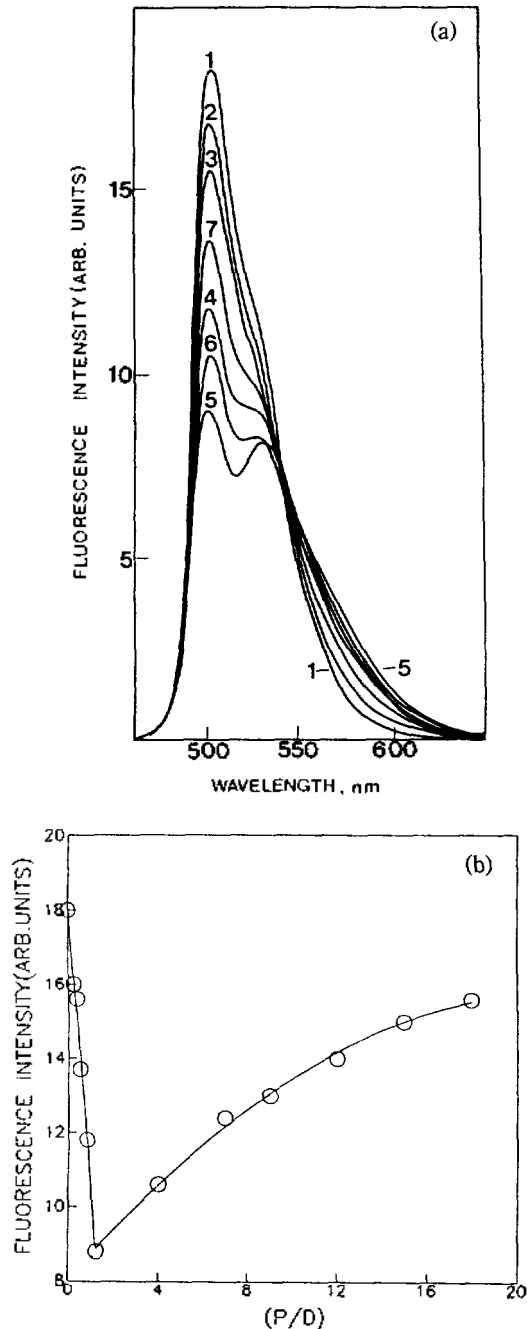 (a)
1
2
3
7
4
6
5
15
10
5
1
5
500 550 600
WAVELENGTH, nm
FLUORESCENCE INTENSITY (ARB. UNITS)
(b)
20
18
16
14
12
10
8
0 4 8 12 16 20
(P/D)
FLUORESCENCE INTENSITY(ARB.UNITS)